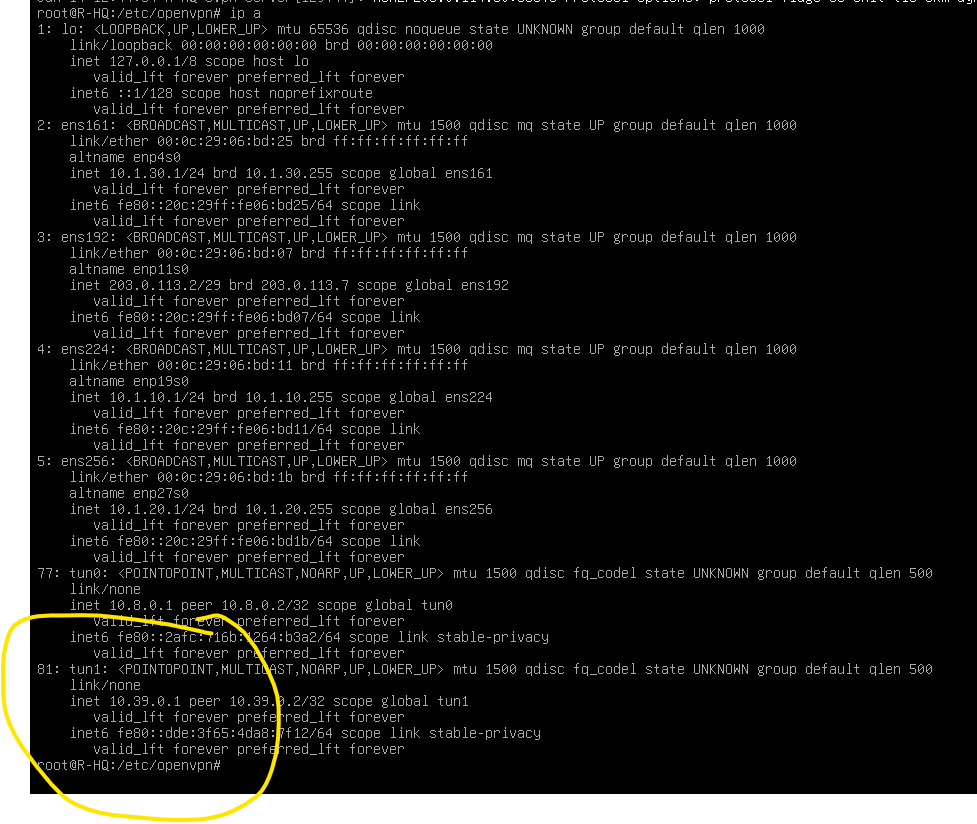 root@R-HQ:/etc/openvpn# ip a
1: lo: <LOOPBACK,UP,LOWER_UP> mtu 65536 qdisc noqueue state UNKNOWN group default qlen 1000
link/loopback 00:00:00:00:00:00 brd 00:00:00:00:00:00
inet 127.0.0.1/8 scope host lo
valid_lft forever preferred_lft forever
inet6 ::1/128 scope host noprefixroute
valid_lft forever preferred_lft forever
2: ens161: <BROADCAST,MULTICAST,UP,LOWER_UP> mtu 1500 qdisc mq state UP group default qlen 1000
link/ether 00:0c:29:06:bd:25 brd ff:ff:ff:ff:ff:ff
altname enp4s0
inet 10.1.30.1/24 brd 10.1.30.255 scope global ens161
valid_lft forever preferred_lft forever
inet6 fe80::20c:29ff:fe06:bd25/64 scope link
valid_lft forever preferred_lft forever
3: ens192: <BROADCAST,MULTICAST,UP,LOWER_UP> mtu 1500 qdisc mq state UP group default qlen 1000
link/ether 00:0c:29:06:bd:07 brd ff:ff:ff:ff:ff:ff
altname enp11s0
inet 203.0.113.2/29 brd 203.0.113.7 scope global ens192
valid_lft forever preferred_lft forever
inet6 fe80::20c:29ff:fe06:bd07/64 scope link
valid_lft forever preferred_lft forever
4: ens224: <BROADCAST,MULTICAST,UP,LOWER_UP> mtu 1500 qdisc mq state UP group default qlen 1000
link/ether 00:0c:29:06:bd:11 brd ff:ff:ff:ff:ff:ff
altname enp19s0
inet 10.1.10.1/24 brd 10.1.10.255 scope global ens224
valid_lft forever preferred_lft forever
inet6 fe80::20c:29ff:fe06:bd11/64 scope link
valid_lft forever preferred_lft forever
5: ens256: <BROADCAST,MULTICAST,UP,LOWER_UP> mtu 1500 qdisc mq state UP group default qlen 1000
link/ether 00:0c:29:06:bd:1b brd ff:ff:ff:ff:ff:ff
altname enp27s0
inet 10.1.20.1/24 brd 10.1.20.255 scope global ens256
valid_lft forever preferred_lft forever
inet6 fe80::20c:29ff:fe06:bd1b/64 scope link
valid_lft forever preferred_lft forever
77: tun0: <POINTOPOINT,MULTICAST,NOARP,UP,LOWER_UP> mtu 1500 qdisc fq_codel state UNKNOWN group default qlen 500
link/none
inet 10.8.0.1 peer 10.8.0.2/32 scope global tun0
valid_lft forever preferred_lft forever
inet6 fe80::2afc:716b:1264:b3a2/64 scope link stable-privacy
valid_lft forever preferred_lft forever
81: tun1: <POINTOPOINT,MULTICAST,NOARP,UP,LOWER_UP> mtu 1500 qdisc fq_codel state UNKNOWN group default qlen 500
link/none
inet 10.39.0.1 peer 10.39.0.2/32 scope global tun1
valid_lft forever preferred_lft forever
inet6 fe80::dde:3f65:4da8:7f12/64 scope link stable-privacy
valid_lft forever preferred_lft forever
root@R-HQ:/etc/openvpn#